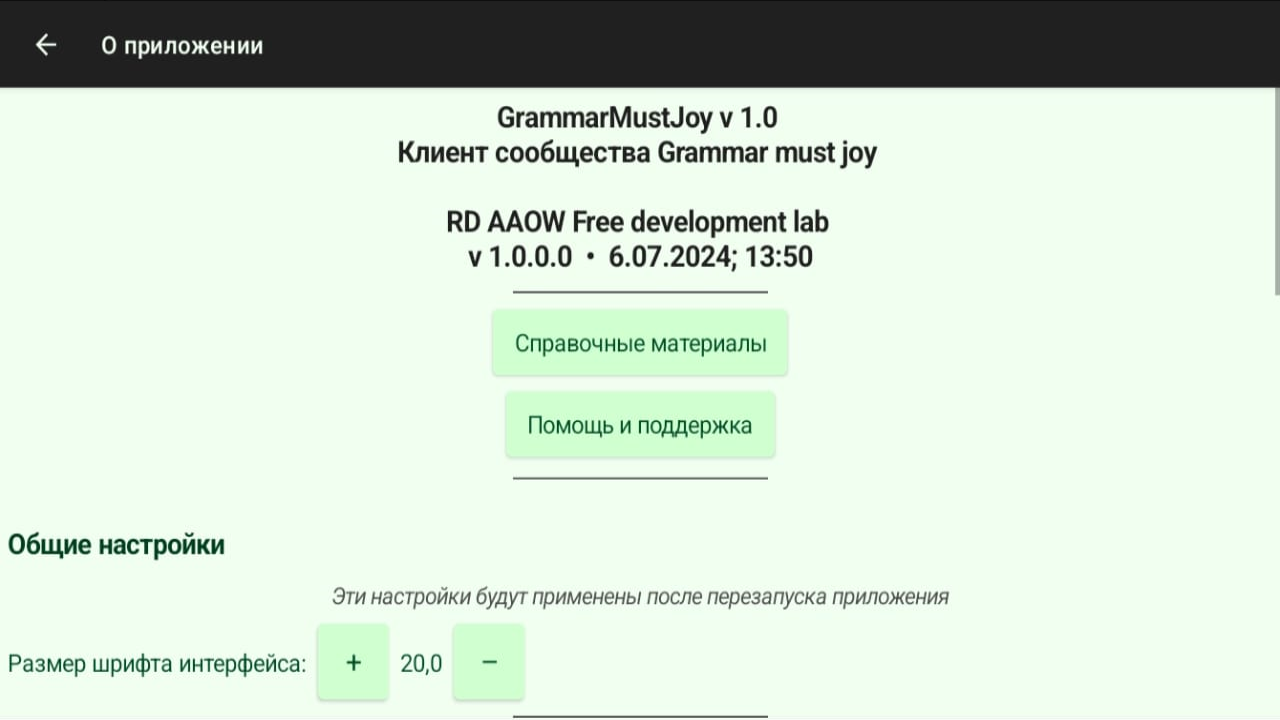 О приложении
GrammarMustJoy v 1.0
Клиент сообщества Grammar must joy
RD AAOW Free development lab
v 1.0.0.0 • 6.07.2024; 13:50
Справочные материалы
Помощь и поддержка
Общие настройки
Эти настройки будут применены после перезапуска приложения
Размер шрифта интерфейса: + 20,0 −